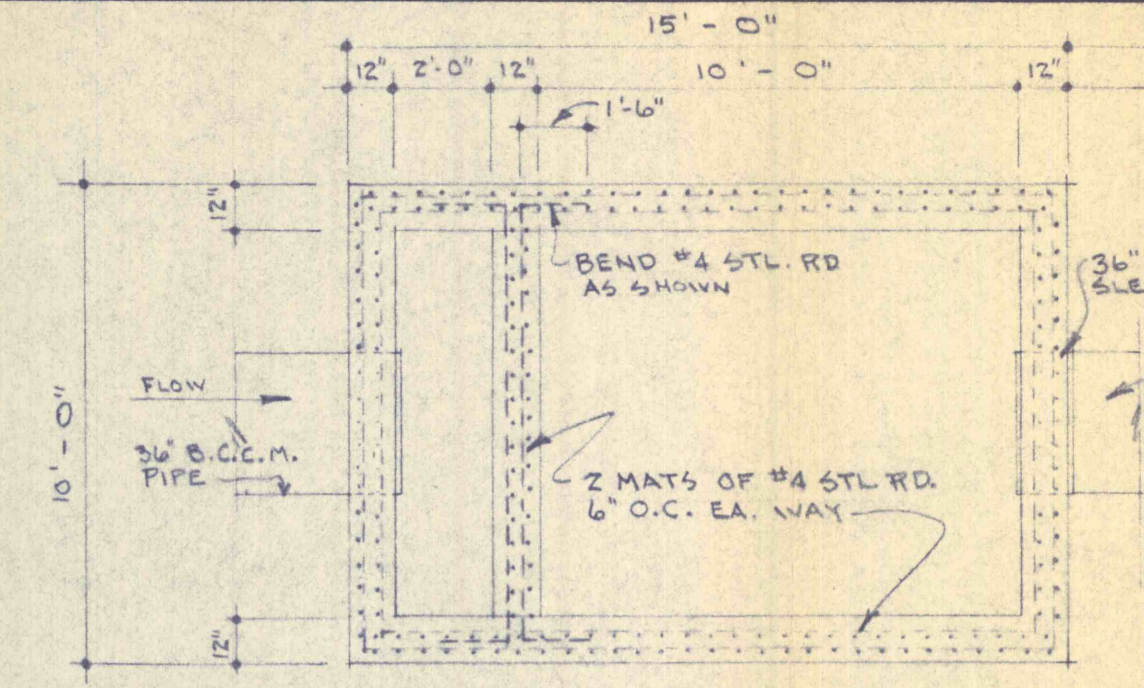 15' - 0"
12" 2'-0" 12" 10' - 0" 12"
1'-6"
12"
BEND #4 STL. RD
AS SHOWN
36"
FLOW
10' - 0"
36" B.C.C.M.
PIPE
2 MATS OF #4 STL RD.
6" O.C. EA. WAY
12"